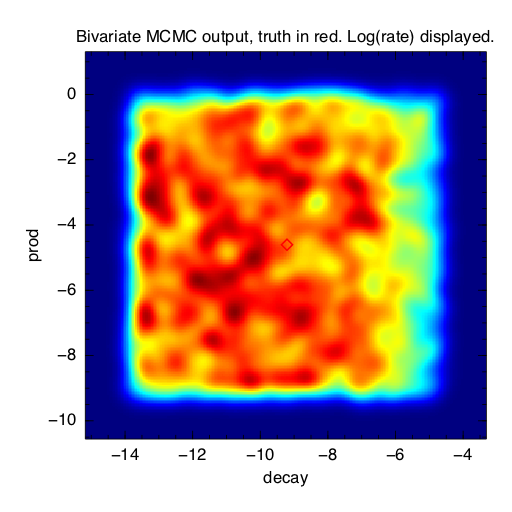 Bivariate MCMC output, truth in red. Log(rate) displayed.
0
−2
−4
−6
−8
−10
prod
−14 −12 −10 −8 −6 −4
decay